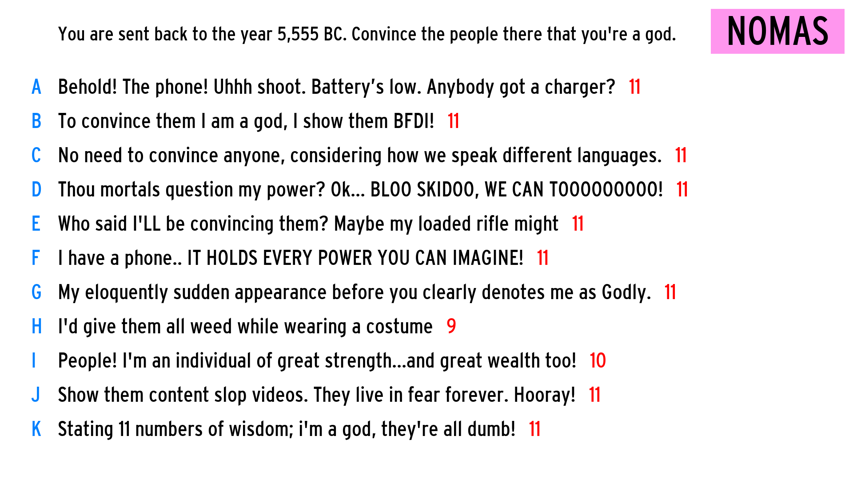 You are sent back to the year 5,555 BC. Convince the people there that you're a god.
NOMAS
A Behold! The phone! Uhhh shoot. Battery’s low. Anybody got a charger? 11
B To convince them I am a god, I show them BFDI! 11
C No need to convince anyone, considering how we speak different languages. 11
D Thou mortals question my power? Ok... BLOO SKIDOO, WE CAN TOOOOOOOOO! 11
E Who said I'LL be convincing them? Maybe my loaded rifle might 11
F I have a phone.. IT HOLDS EVERY POWER YOU CAN IMAGINE! 11
G My eloquently sudden appearance before you clearly denotes me as Godly. 11
H I'd give them all weed while wearing a costume 9
I People! I'm an individual of great strength...and great wealth too! 10
J Show them content slop videos. They live in fear forever. Hooray! 11
K Stating 11 numbers of wisdom; i'm a god, they're all dumb! 11